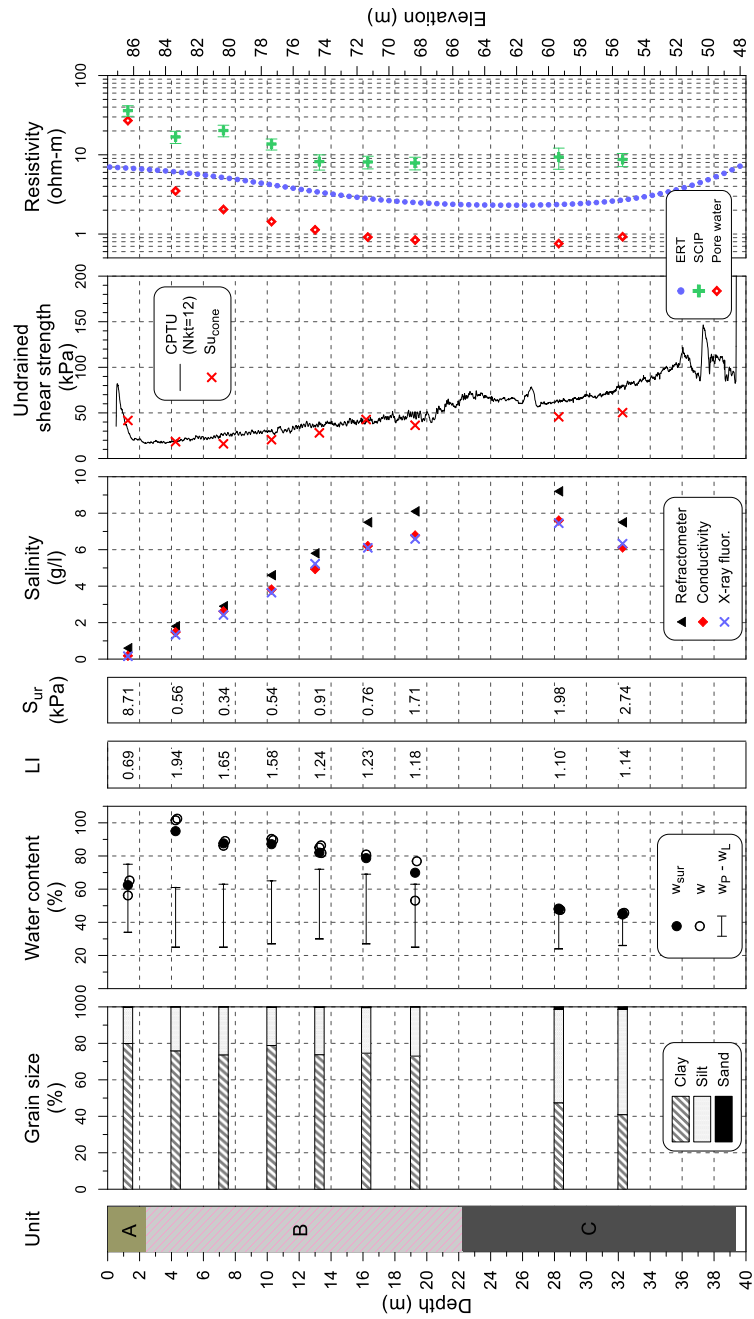 Unit
Grain size
(%)
Water content
(%)
LI
S_ur
(kPa)
Salinity
(g/l)
Undrained
shear strength
(kPa)
Resistivity
(ohm-m)
0 20 40 60 80 1000
20 40 60 80 100
0 2 4 6 8 10
0 50 100 150 200
1 10 100
Depth (m)
0 2 4 6 8 10 12 14 16 18 20 22 24 26 28 30 32 34 36 38 40
Elevation (m)
86 84 82 80 78 76 74 72 70 68 66 64 62 60 58 56 54 52 50 48
A
B
C
Clay
Silt
Sand
w_sur
w
w_P - w_L
0.69
1.94
1.65
1.58
1.24
1.23
1.18
1.10
1.14
8.71
0.56
0.34
0.54
0.91
0.76
1.71
1.98
2.74
Refractometer
Conductivity
X-ray fluor.
CPTU
(Nkt=12)
Su_cone
ERT
SCIP
Pore water